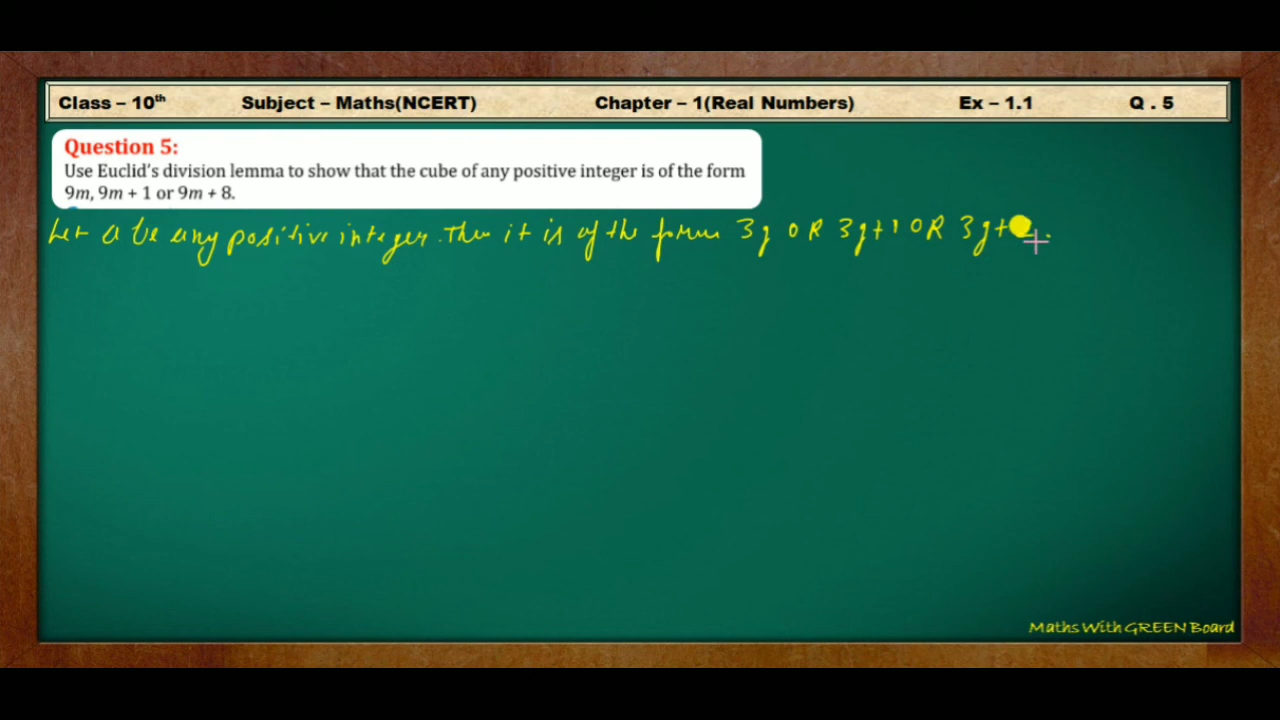 Class – 10th Subject – Maths(NCERT) Chapter – 1(Real Numbers) Ex – 1.1 Q . 5
Question 5:
Use Euclid's division lemma to show that the cube of any positive integer is of the form
9m, 9m + 1 or 9m + 8.
Let a be any positive integer. Then it is of the form 3q OR 3q+1 OR 3q+
Maths With GREEN Board